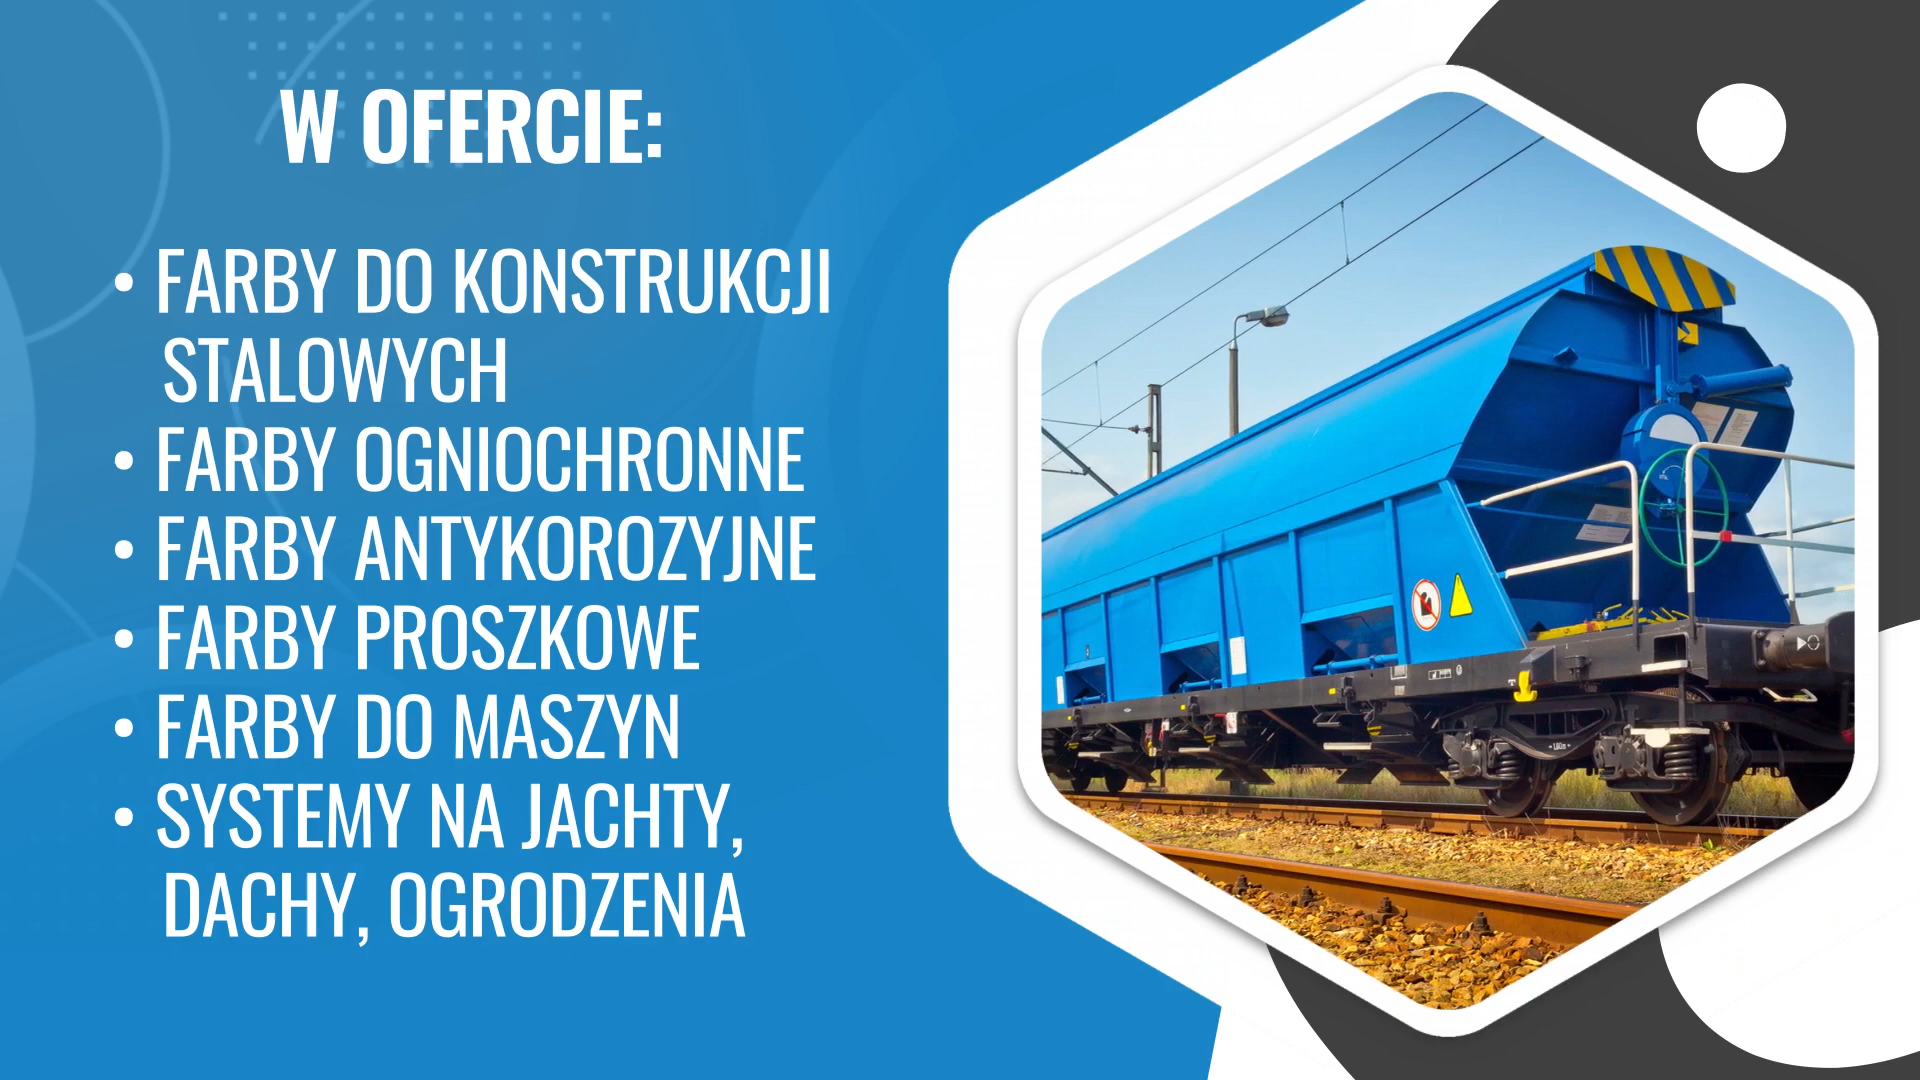 W OFERCIE:
• FARBY DO KONSTRUKCJI
STALOWYCH
• FARBY OGNIOCHRONNE
• FARBY ANTYKOROZYJNE
• FARBY PROSZKOWE
• FARBY DO MASZYN
• SYSTEMY NA JACHTY,
DACHY, OGRODZENIA